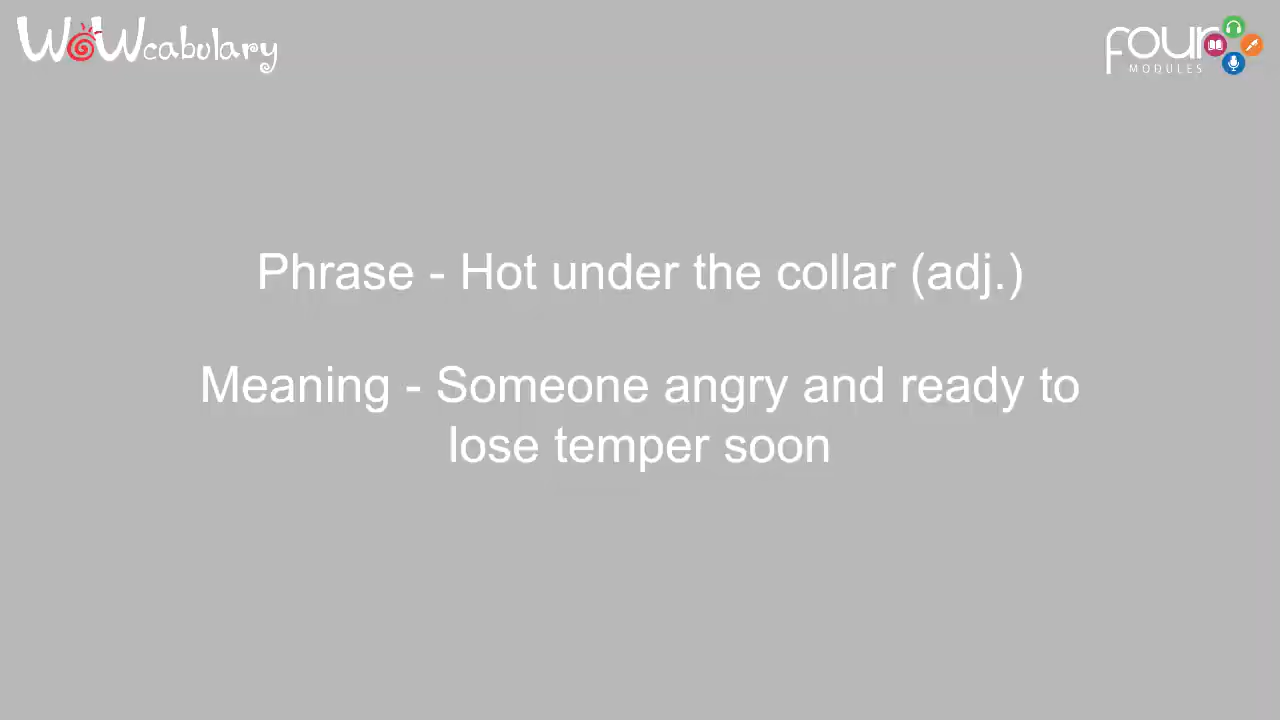 WoWcabulary
four
MODULES
Phrase - Hot under the collar (adj.)
Meaning - Someone angry and ready to
lose temper soon